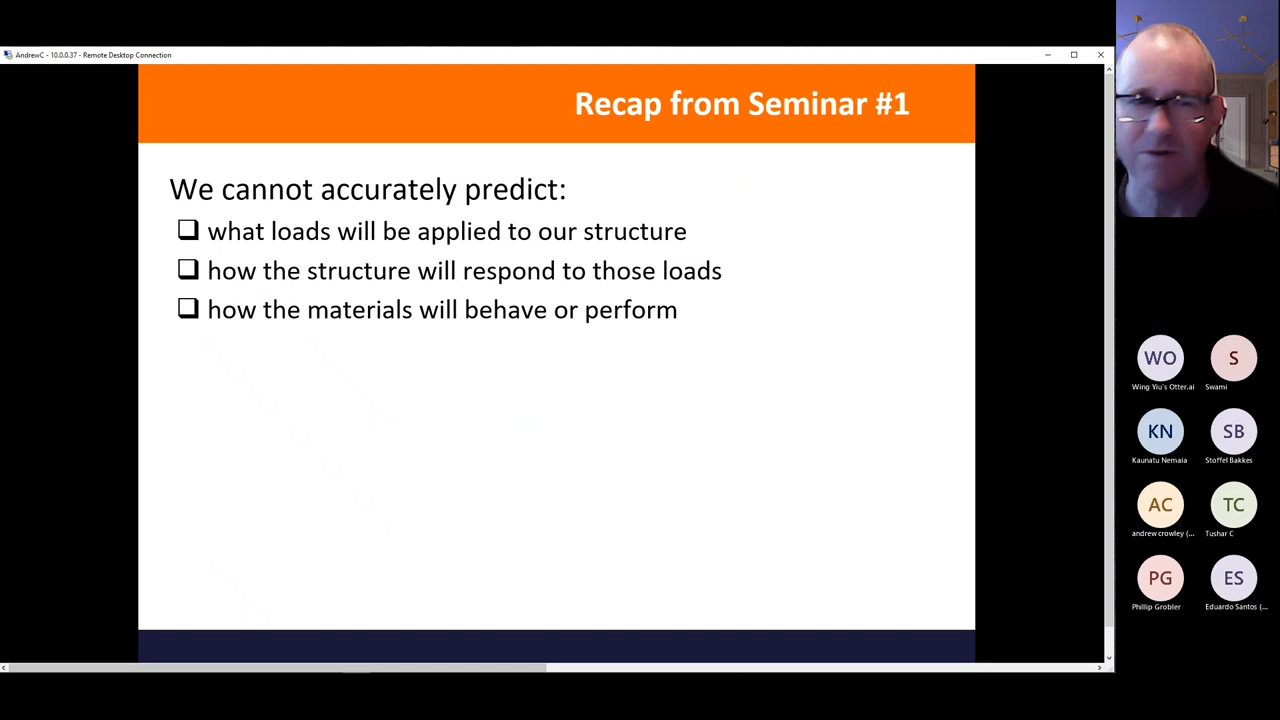 AndrewC - 10.0.0.37 - Remote Desktop Connection
Recap from Seminar #1
We cannot accurately predict:
what loads will be applied to our structure
how the structure will respond to those loads
how the materials will behave or perform
WO
S
Wing Yiu's Otter.ai
Swami
KN
SB
Kaunatu Nemaia
Stoffel Bakkes
AC
TC
andrew crowley (...
Tushar C
PG
ES
Phillip Grobler
Eduardo Santos (...